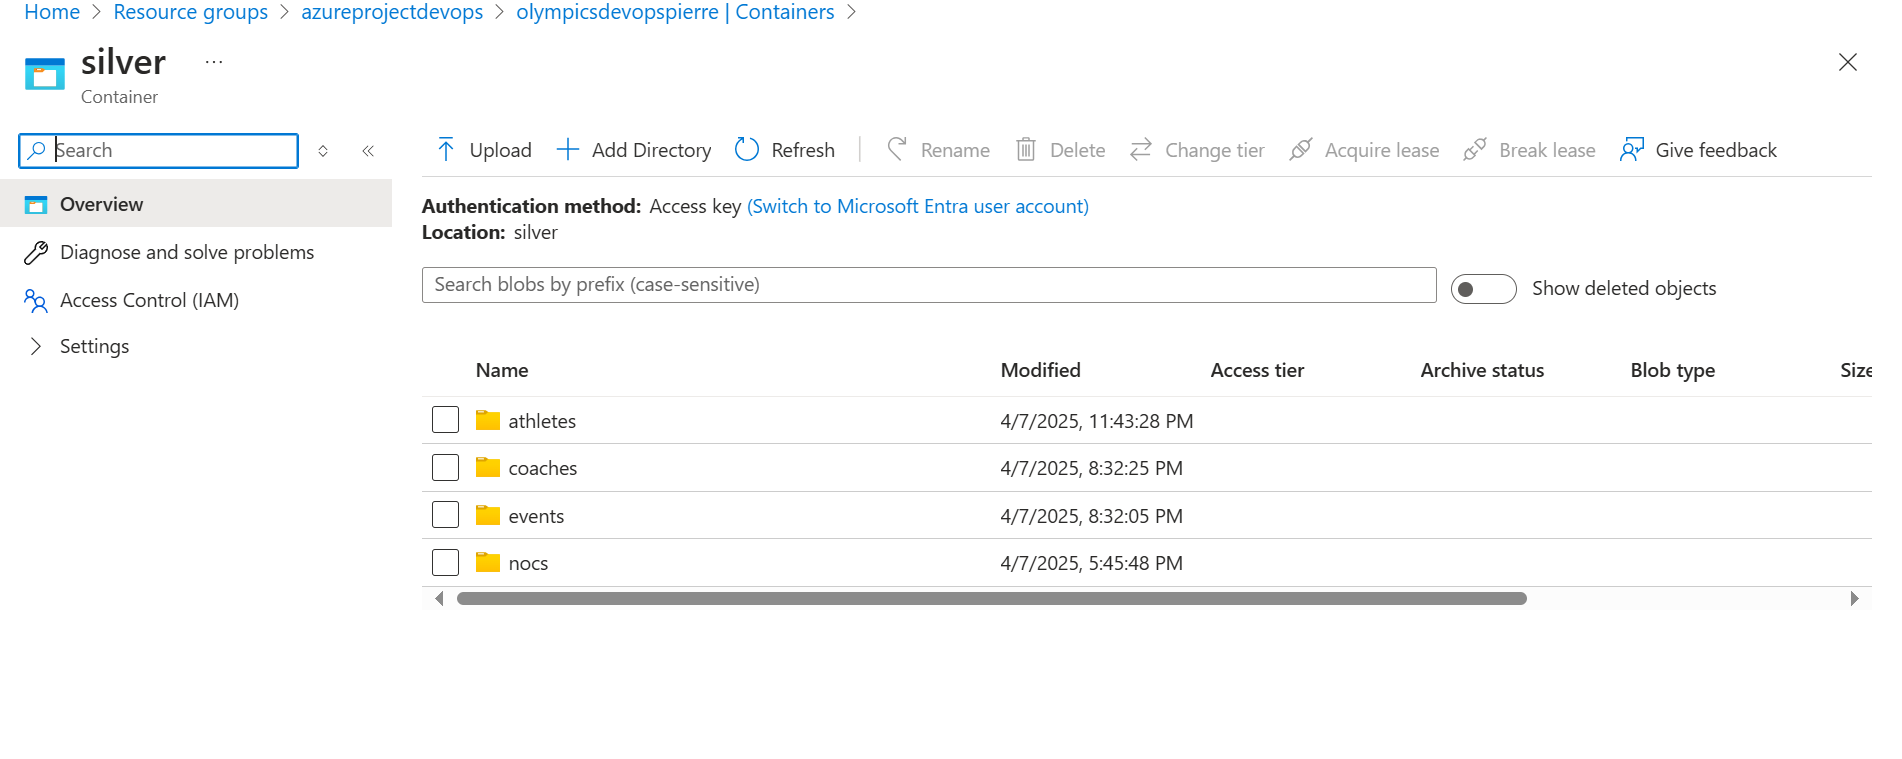 Home > Resource groups > azureprojectdevops > olympicsdevopspierre | Containers >
silver ...
Container
Search
Upload Add Directory Refresh Rename Delete Change tier Acquire lease Break lease Give feedback
Overview
Diagnose and solve problems
Access Control (IAM)
Settings
Authentication method: Access key (Switch to Microsoft Entra user account)
Location: silver
Search blobs by prefix (case-sensitive)
Show deleted objects
Name Modified Access tier Archive status Blob type Size
athletes 4/7/2025, 11:43:28 PM
coaches 4/7/2025, 8:32:25 PM
events 4/7/2025, 8:32:05 PM
nocs 4/7/2025, 5:45:48 PM